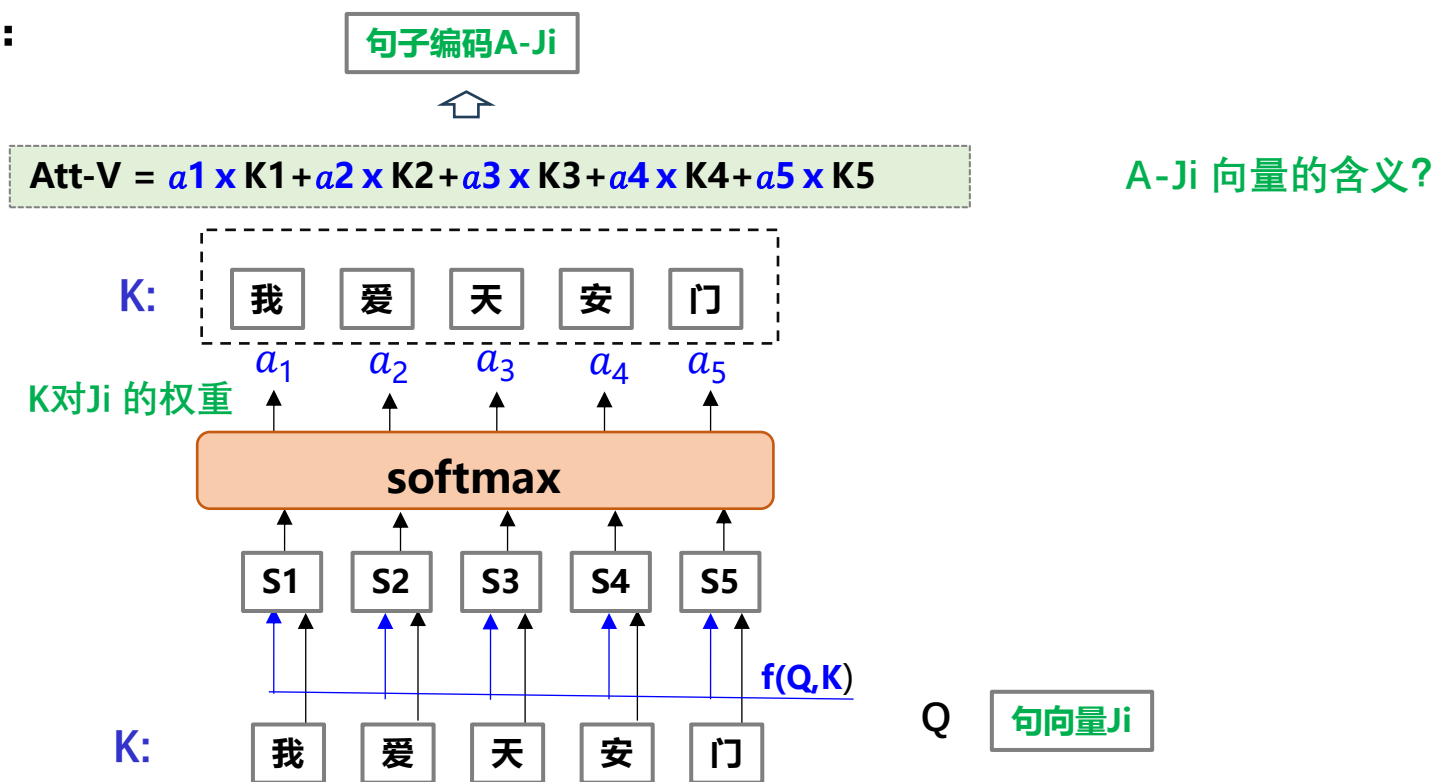 :
句子编码A-Ji
Att-V = a1 x K1+a2 x K2+a3 x K3+a4 x K4+a5 x K5
A-Ji 向量的含义?
K: 我 爱 天 安 门
a1 a2 a3 a4 a5
K对Ji 的权重
softmax
S1 S2 S3 S4 S5
f(Q,K)
Q 句向量Ji
K: 我 爱 天 安 门